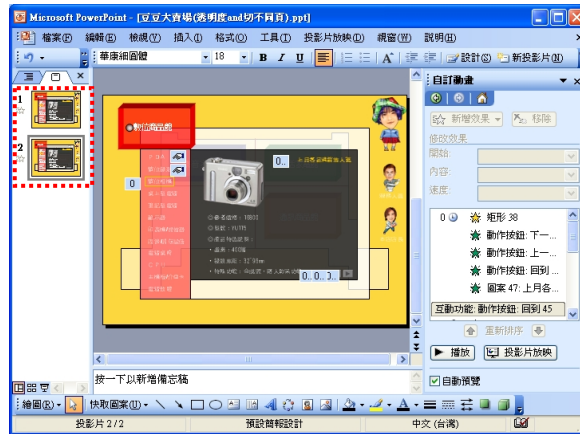 Microsoft PowerPoint - [豆豆大賣場(透明度and切不同頁).ppt]
檔案(F) 編輯(E) 檢視(V) 插入(I) 格式(O) 工具(T) 投影片放映(D) 視窗(W) 說明(H)
華康細圓體 18 B I U 設計(S) 新投影片(N)
自訂動畫
新增效果 移除
修改效果
開始:
內容:
速度:
1
2
0 矩形 38
動作按鈕: 下一...
動作按鈕: 上一...
動作按鈕: 回到...
圖案 47: 上月各...
互動功能: 動作按鈕: 回到 45
重新排序
播放 投影片放映
自動預覽
0
0..
0.. 0.. 0..
按一下以新增備忘稿
繪圖(R) 快取圖案(U)
投影片 2 / 2 預設簡報設計 中文 (台灣)